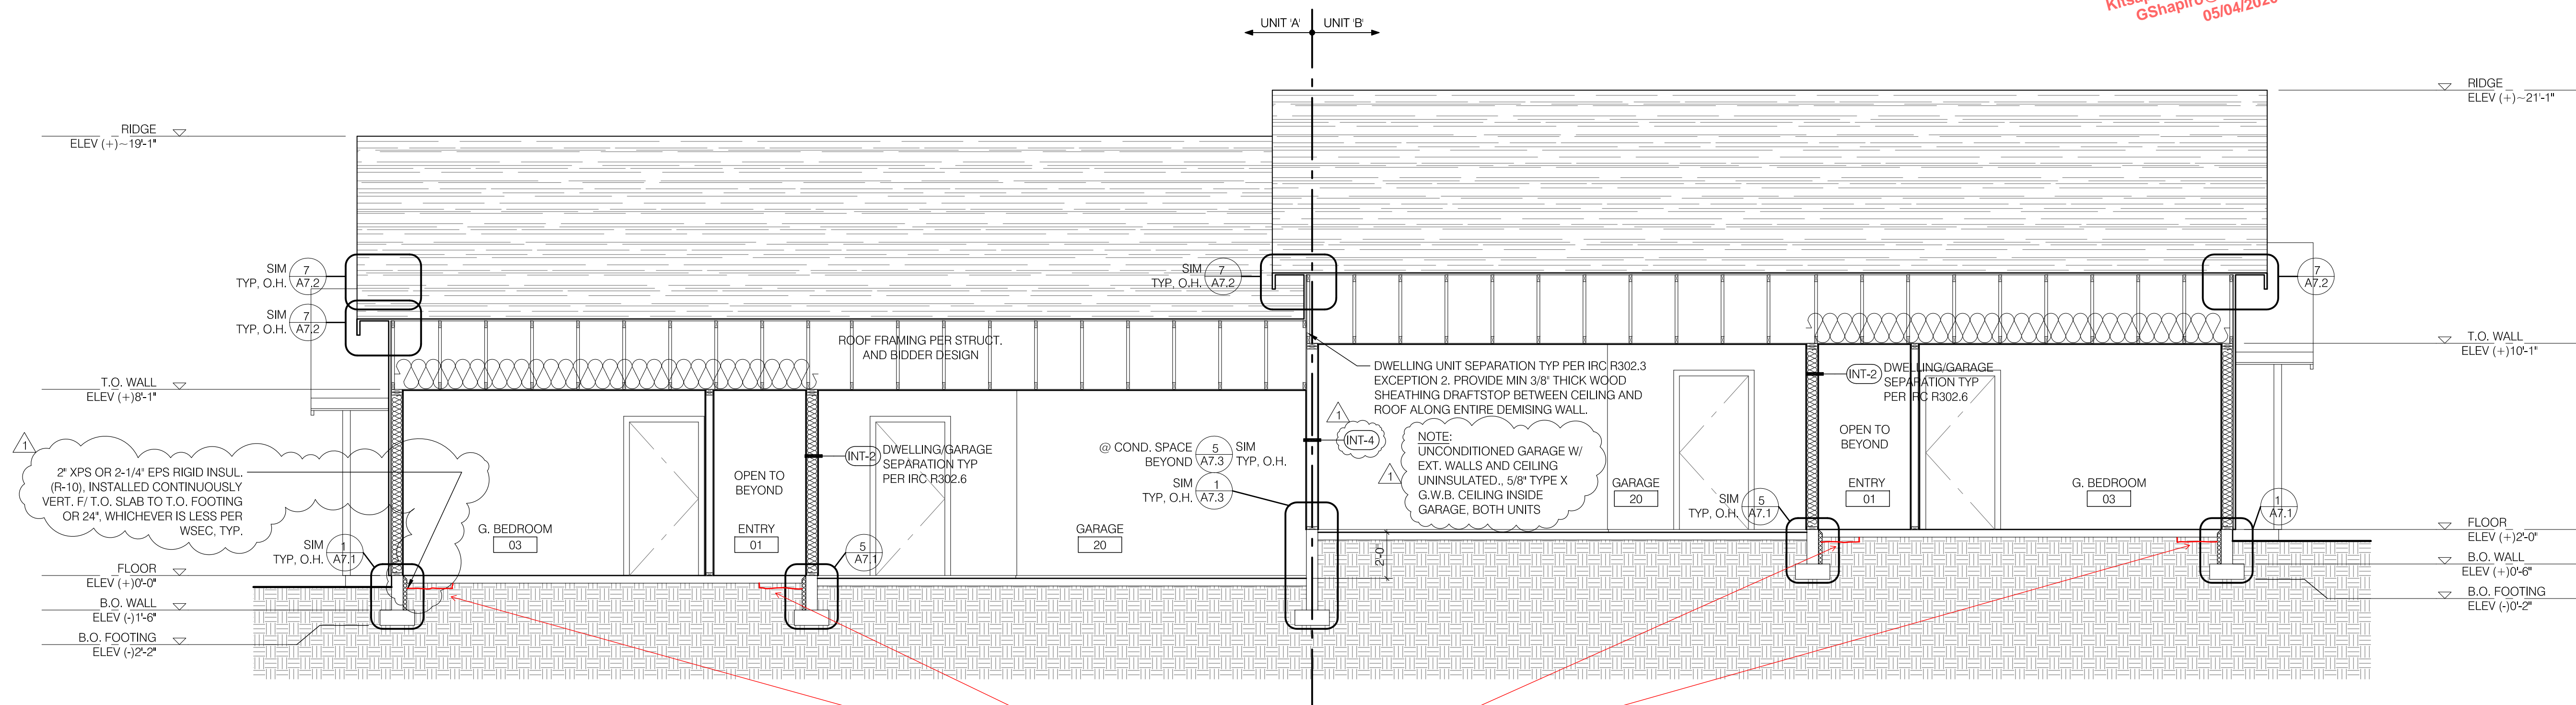 UNIT 'A'
UNIT 'B'
05/04/202
RIDGE
ELEV (+)~19'-1"
RIDGE
ELEV (+)~21'-1"
SIM
TYP, O.H.
7
A7.2
SIM
TYP, O.H.
7
A7.2
SIM
TYP, O.H.
7
A7.2
7
A7.2
ROOF FRAMING PER STRUCT.
AND BIDDER DESIGN
T.O. WALL
ELEV (+)8'-1"
T.O. WALL
ELEV (+)10'-1"
DWELLING UNIT SEPARATION TYP PER IRC R302.3
EXCEPTION 2. PROVIDE MIN 3/8" THICK WOOD
SHEATHING DRAFTSTOP BETWEEN CEILING AND
ROOF ALONG ENTIRE DEMISING WALL.
INT-2
DWELLING/GARAGE
SEPARATION TYP
PER IRC R302.6
1
2" XPS OR 2-1/4" EPS RIGID INSUL.
(R-10), INSTALLED CONTINUOUSLY
VERT. F/ T.O. SLAB TO T.O. FOOTING
OR 24", WHICHEVER IS LESS PER
WSEC, TYP.
OPEN TO
BEYOND
INT-2
DWELLING/GARAGE
SEPARATION TYP
PER IRC R302.6
@ COND. SPACE
BEYOND
5
A7.3
SIM
TYP, O.H.
SIM
TYP, O.H.
1
A7.3
1
INT-4
1
NOTE:
UNCONDITIONED GARAGE W/
EXT. WALLS AND CEILING
UNINSULATED., 5/8" TYPE X
G.W.B. CEILING INSIDE
GARAGE, BOTH UNITS
OPEN TO
BEYOND
GARAGE
20
SIM
TYP, O.H.
5
A7.1
ENTRY
01
G. BEDROOM
03
1
A7.1
G. BEDROOM
03
ENTRY
01
GARAGE
20
SIM
TYP, O.H.
1
A7.1
5
A7.1
2'-0"
FLOOR
ELEV (+)0'-0"
B.O. WALL
ELEV (-)1'-6"
B.O. FOOTING
ELEV (-)2'-2"
FLOOR
ELEV (+)2'-0"
B.O. WALL
ELEV (+)0'-6"
B.O. FOOTING
ELEV (-)0'-2"